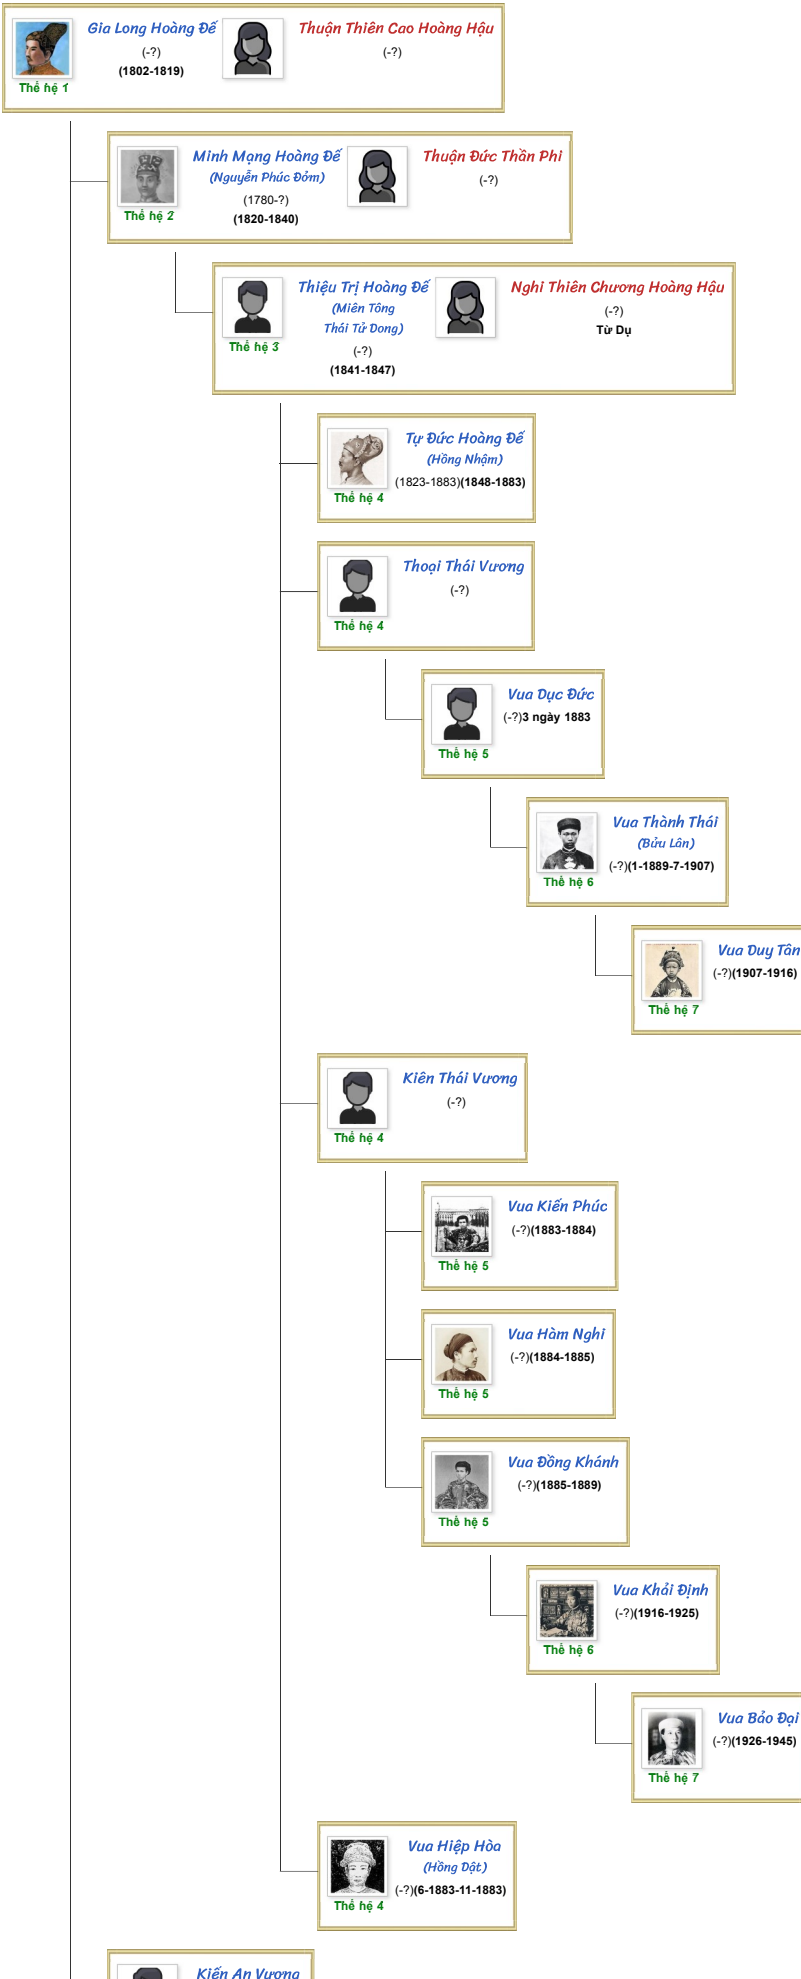 Gia Long Hoàng Đế
(-?)
(1802-1819)
Thế hệ 1
Thuận Thiên Cao Hoàng Hậu
(-?)
Minh Mạng Hoàng Đế
(Nguyễn Phúc Đởm)
(1780-?)
(1820-1840)
Thế hệ 2
Thuận Đức Thần Phi
(-?)
Thiệu Trị Hoàng Đế
(Miên Tông
Thái Tử Dong)
(-?)
(1841-1847)
Thế hệ 3
Nghi Thiên Chương Hoàng Hậu
(-?)
Từ Dụ
Tự Đức Hoàng Đế
(Hồng Nhậm)
(1823-1883)(1848-1883)
Thế hệ 4
Thoại Thái Vương
(-?)
Thế hệ 4
Vua Dục Đức
(-?)3 ngày 1883
Thế hệ 5
Vua Thành Thái
(Bửu Lân)
(-?)(1-1889-7-1907)
Thế hệ 6
Vua Duy Tân
(-?)(1907-1916)
Thế hệ 7
Kiên Thái Vương
(-?)
Thế hệ 4
Vua Kiến Phúc
(-?)(1883-1884)
Thế hệ 5
Vua Hàm Nghi
(-?)(1884-1885)
Thế hệ 5
Vua Đồng Khánh
(-?)(1885-1889)
Thế hệ 5
Vua Khải Định
(-?)(1916-1925)
Thế hệ 6
Vua Bảo Đại
(-?)(1926-1945)
Thế hệ 7
Vua Hiệp Hòa
(Hồng Dật)
(-?)(6-1883-11-1883)
Thế hệ 4
Kiến An Vương